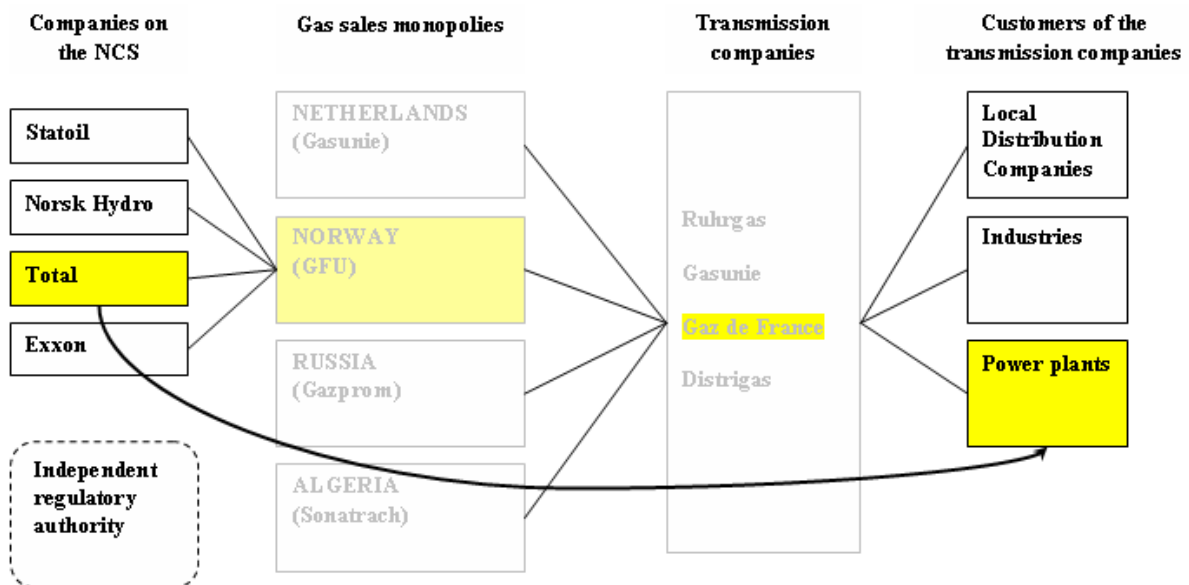 Companies on
the NCS
Gas sales monopolies
Transmission
companies
Customers of the
transmission companies
Statoil
Norsk Hydro
Total
Exxon
Independent
regulatory
authority
NETHERLANDS
(Gasunie)
NORWAY
(GFU)
RUSSIA
(Gazprom)
ALGERIA
(Sonatrach)
Ruhrgas
Gasunie
Gaz de France
Distrigas
Local
Distribution
Companies
Industries
Power plants